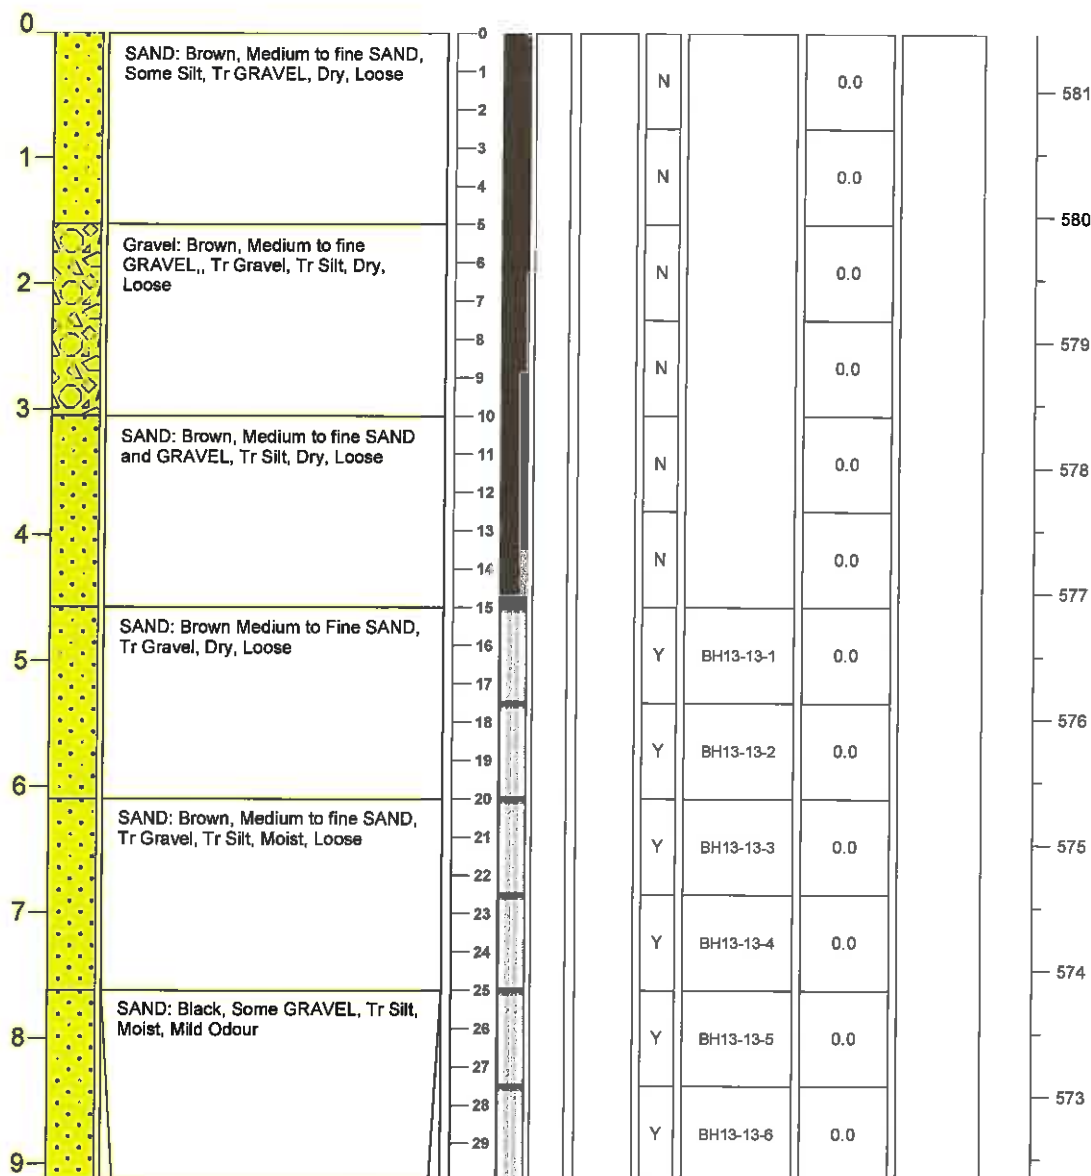 0
SAND: Brown, Medium to fine SAND,
Some Silt, Tr GRAVEL, Dry, Loose
0
1
2
3
4
N
0.0
N
0.0
581
1
580
Gravel: Brown, Medium to fine
GRAVEL,, Tr Gravel, Tr Silt, Dry,
Loose
5
6
7
8
9
N
0.0
N
0.0
2
579
3
SAND: Brown, Medium to fine SAND
and GRAVEL, Tr Silt, Dry, Loose
10
11
12
13
14
N
0.0
N
0.0
578
4
577
SAND: Brown Medium to Fine SAND,
Tr Gravel, Dry, Loose
15
16
17
18
19
Y BH13-13-1 0.0
Y BH13-13-2 0.0
5
576
6
SAND: Brown, Medium to fine SAND,
Tr Gravel, Tr Silt, Moist, Loose
20
21
22
23
24
Y BH13-13-3 0.0
Y BH13-13-4 0.0
575
7
574
SAND: Black, Some GRAVEL, Tr Silt,
Moist, Mild Odour
25
26
27
28
29
Y BH13-13-5 0.0
Y BH13-13-6 0.0
8
573
9